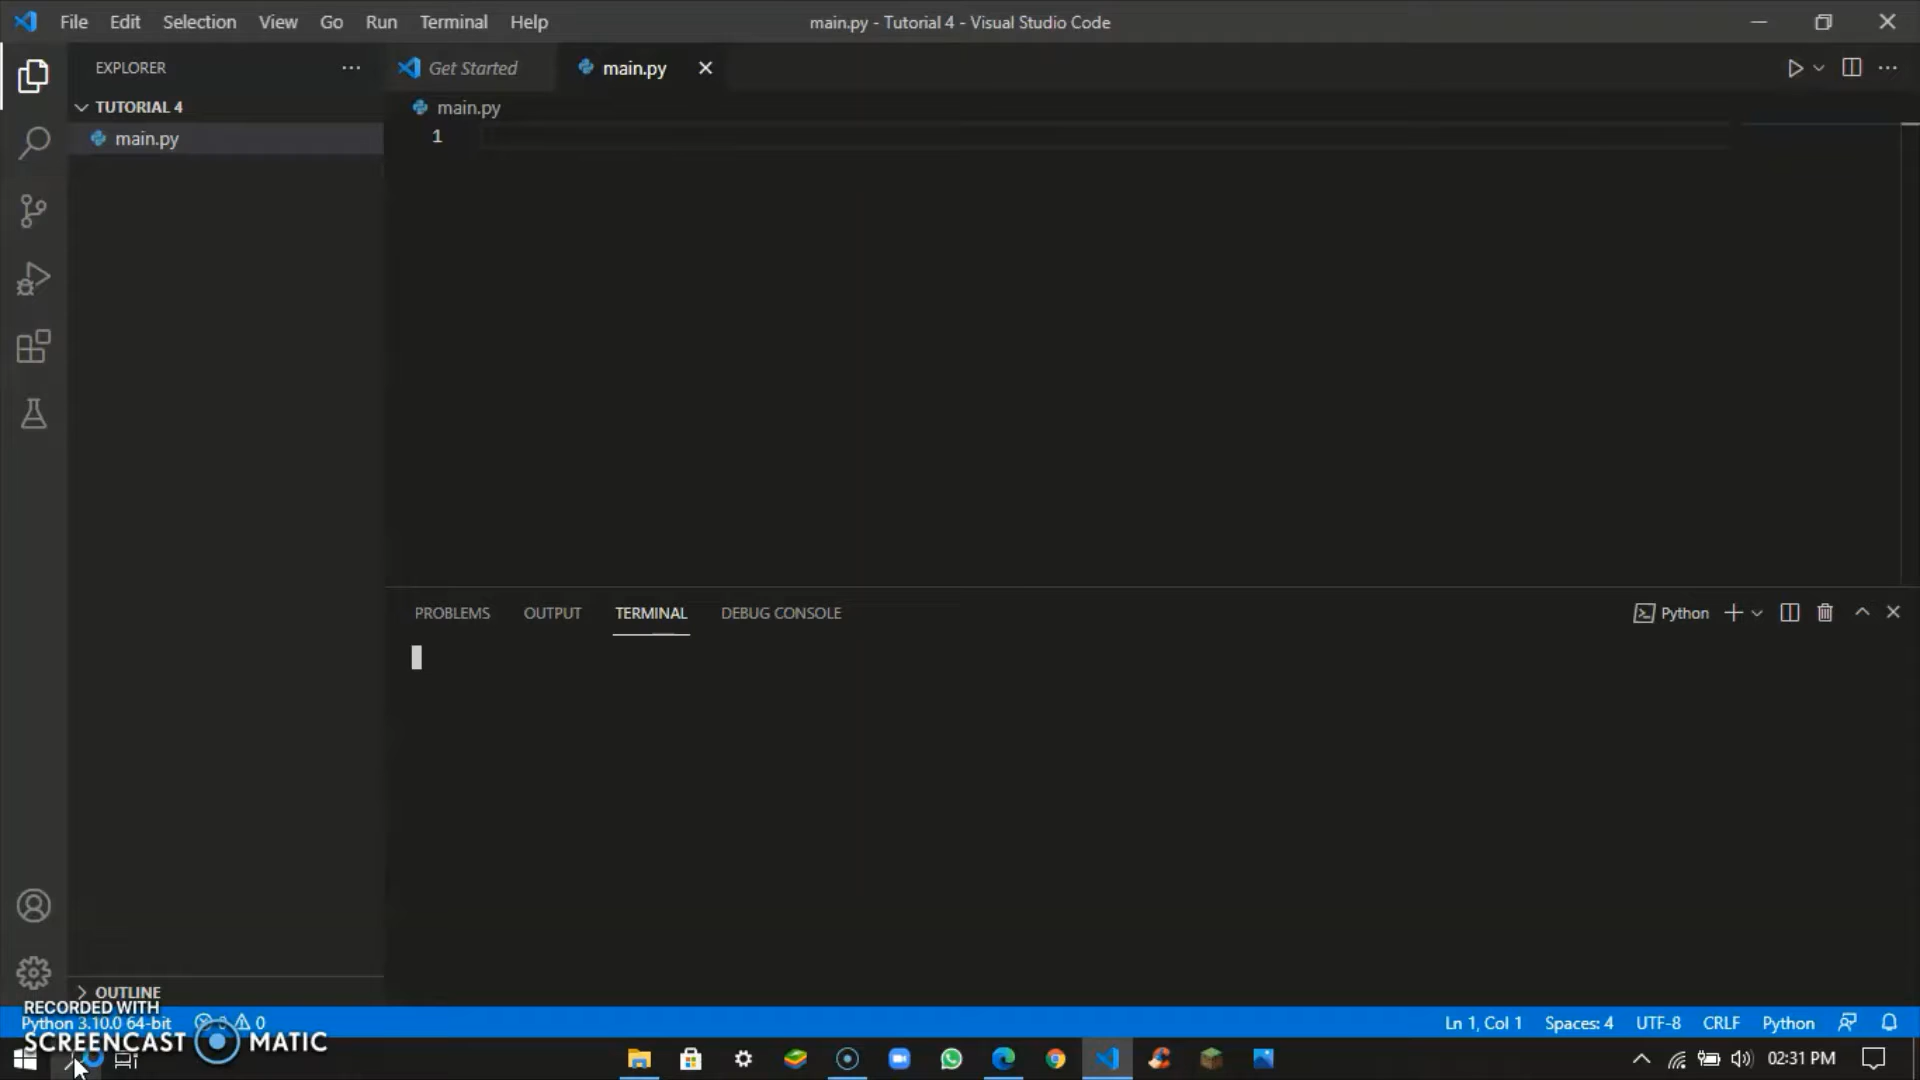 File Edit Selection View Go Run Terminal Help
main.py - Tutorial 4 - Visual Studio Code
EXPLORER
Get Started
main.py
TUTORIAL 4
main.py
main.py
1
PROBLEMS OUTPUT TERMINAL DEBUG CONSOLE
Python
OUTLINE
RECORDED WITH
Python 3.10.0 64-bit
0
Ln 1, Col 1 Spaces: 4 UTF-8 CRLF Python
SCREENCAST MATIC
02:31 PM